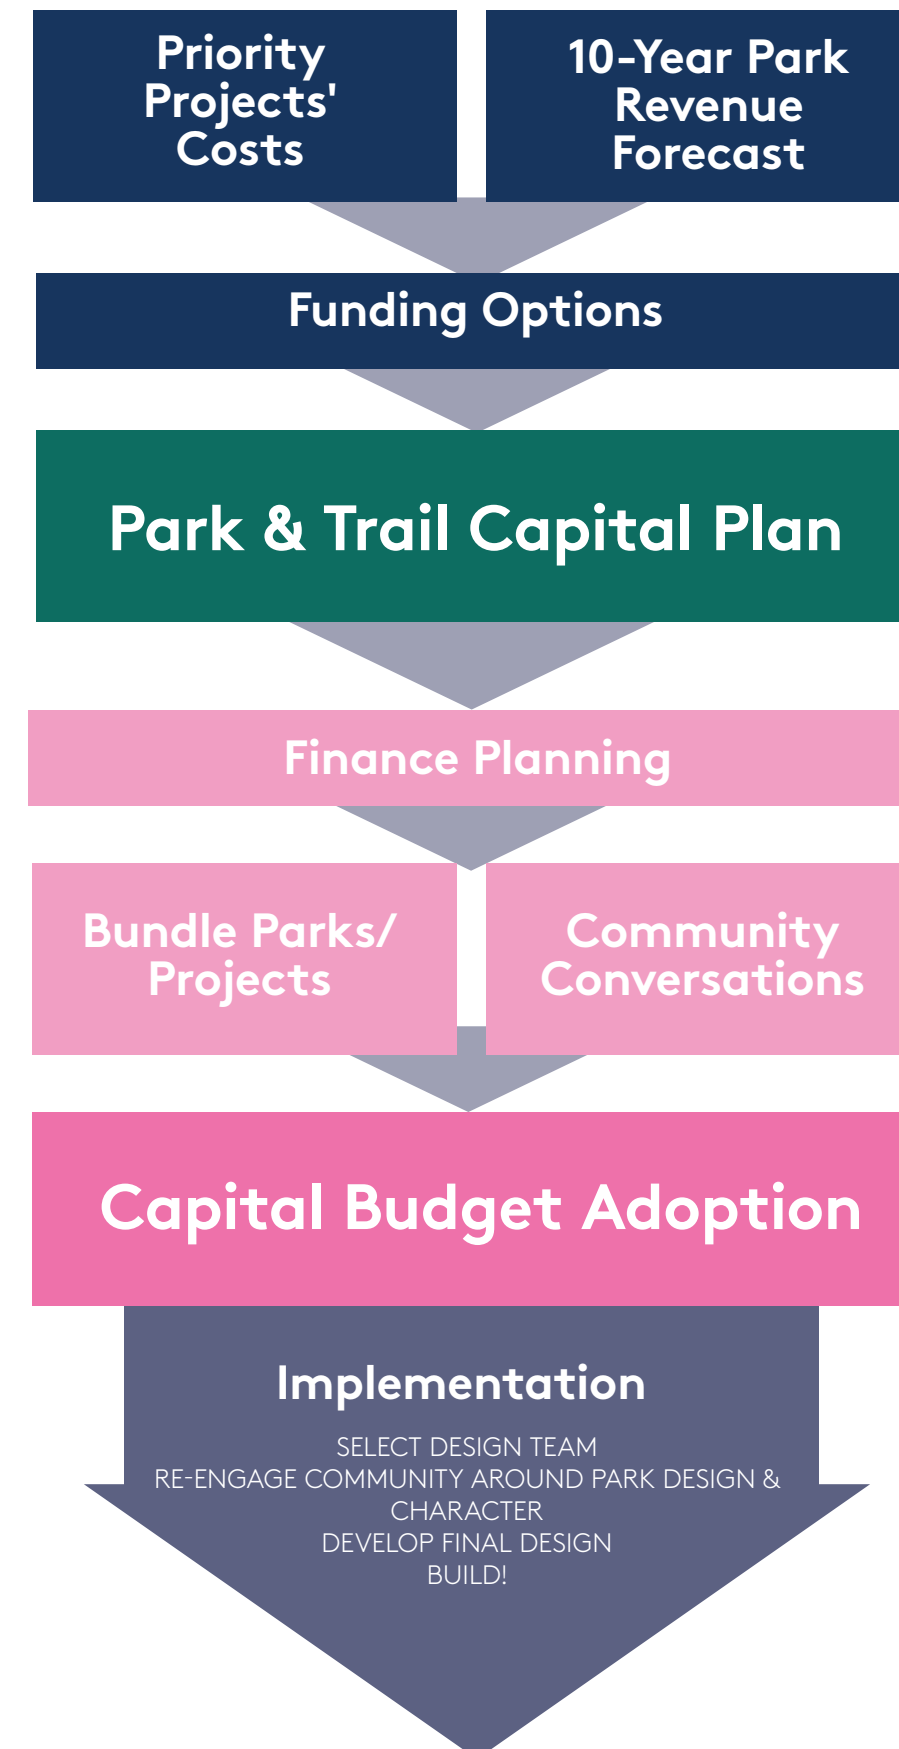 Priority
Projects'
Costs
10-Year Park
Revenue
Forecast
Funding Options
Park & Trail Capital Plan
Finance Planning
Bundle Parks/
Projects
Community
Conversations
Capital Budget Adoption
Implementation
SELECT DESIGN TEAM
RE-ENGAGE COMMUNITY AROUND PARK DESIGN &
CHARACTER
DEVELOP FINAL DESIGN
BUILD!